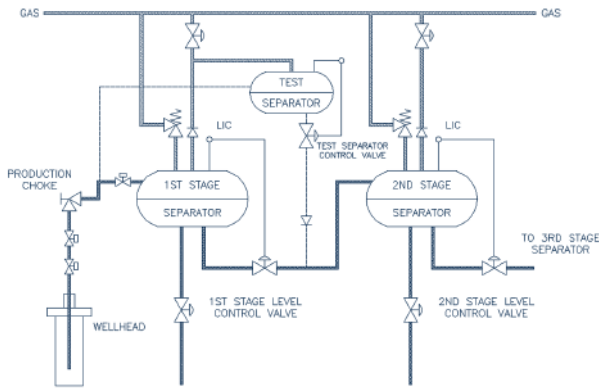 GAS
GAS
TEST
SEPARATOR
LIC
LIC
TEST SEPARATOR
CONTROL VALVE
PRODUCTION
CHOKE
1ST STAGE
SEPARATOR
2ND STAGE
SEPARATOR
TO 3RD STAGE
SEPARATOR
1ST STAGE LEVEL
CONTROL VALVE
2ND STAGE LEVEL
CONTROL VALVE
WELLHEAD